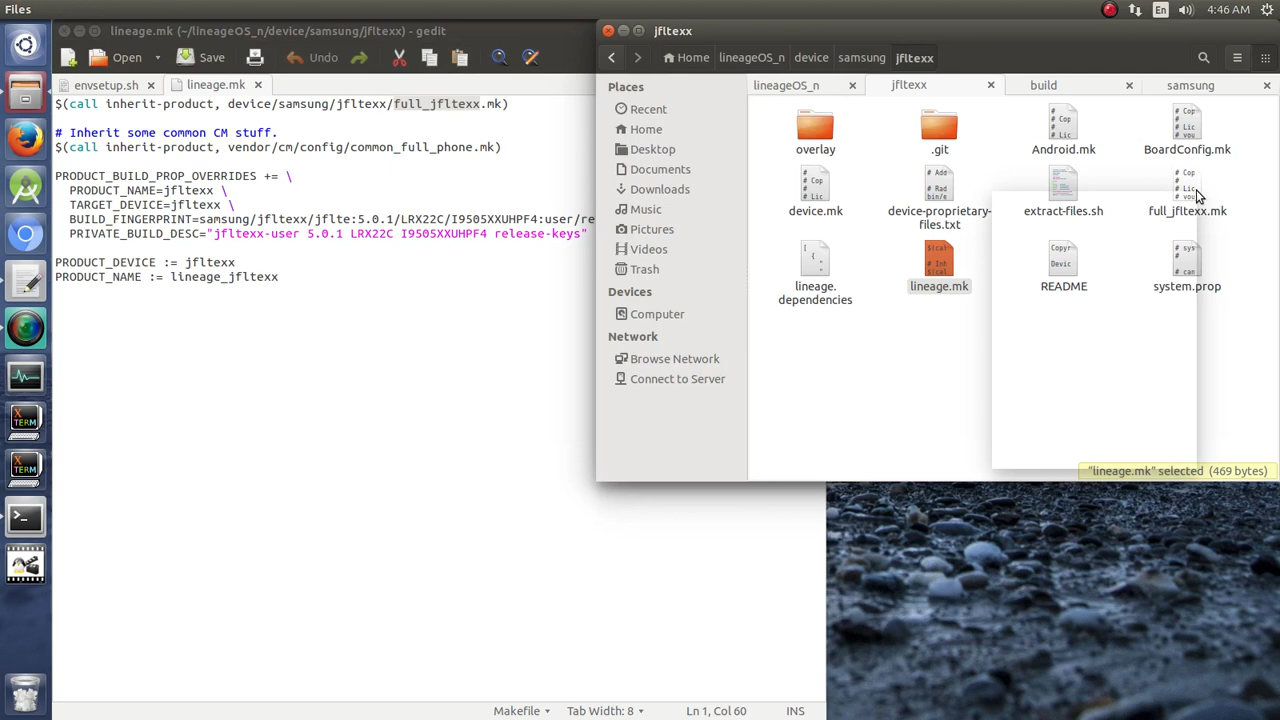 Files
En
4:46 AM
lineage.mk (~/lineageOS_n/device/samsung/jfltexx) - gedit
Open
Save
Undo
envsetup.sh
lineage.mk
$(call inherit-product, device/samsung/jfltexx/full_jfltexx.mk)
# Inherit some common CM stuff.
$(call inherit-product, vendor/cm/config/common_full_phone.mk)
PRODUCT_BUILD_PROP_OVERRIDES += \
PRODUCT_NAME=jfltexx \
TARGET_DEVICE=jfltexx \
BUILD_FINGERPRINT=samsung/jfltexx/jflte:5.0.1/LRX22C/I9505XXUHPF4:user/re
PRIVATE_BUILD_DESC="jfltexx-user 5.0.1 LRX22C I9505XXUHPF4 release-keys"
PRODUCT_DEVICE := jfltexx
PRODUCT_NAME := lineage_jfltexx
Makefile
Tab Width: 8
Ln 1, Col 60
INS
jfltexx
Home
lineageOS_n
device
samsung
jfltexx
lineageOS_n
jfltexx
build
samsung
Places
Recent
Home
Desktop
Documents
Downloads
Music
Pictures
Videos
Trash
Devices
Computer
Network
Browse Network
Connect to Server
overlay
.git
Android.mk
BoardConfig.mk
device.mk
device-proprietary-
files.txt
extract-files.sh
full_jfltexx.mk
lineage.
dependencies
lineage.mk
README
system.prop
"lineage.mk" selected (469 bytes)
X
TERM
X
TERM